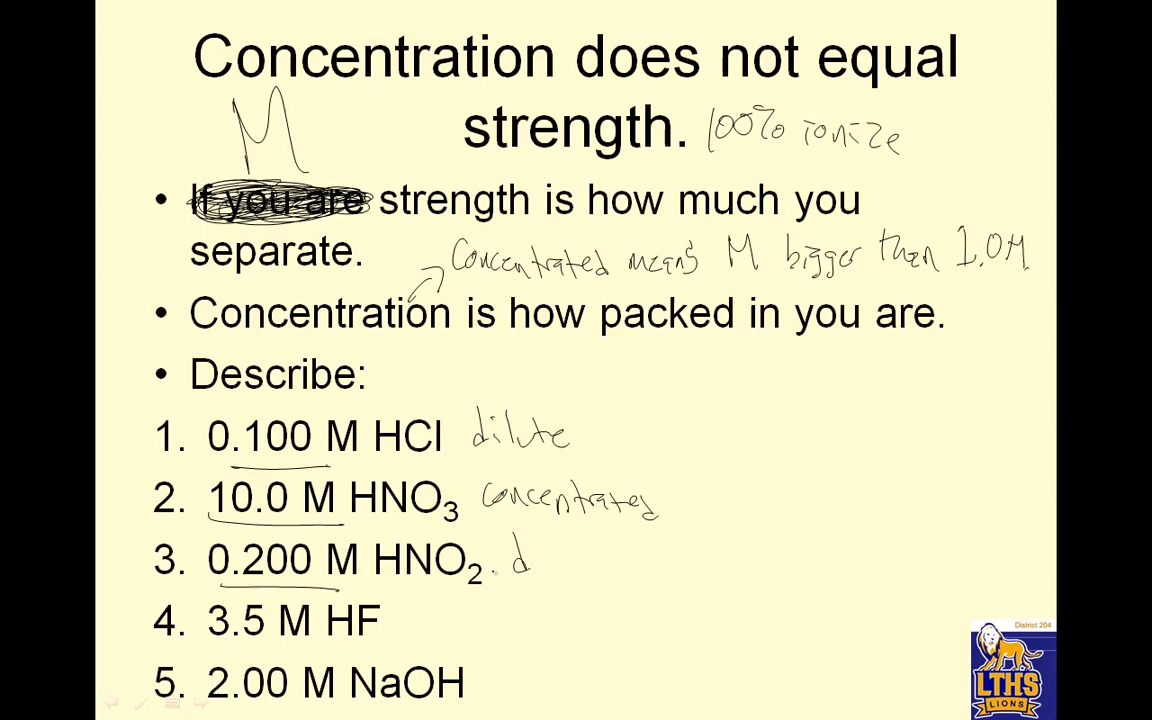 Concentration does not equal
M strength. 100% ionize
• If you are strength is how much you
separate. Concentrated means M bigger than 1.0M
• Concentration is how packed in you are.
• Describe:
1. 0.100 M HCl dilute
2. 10.0 M HNO3 concentrated
3. 0.200 M HNO2 d
4. 3.5 M HF
5. 2.00 M NaOH
District 204
LTHS
LIONS